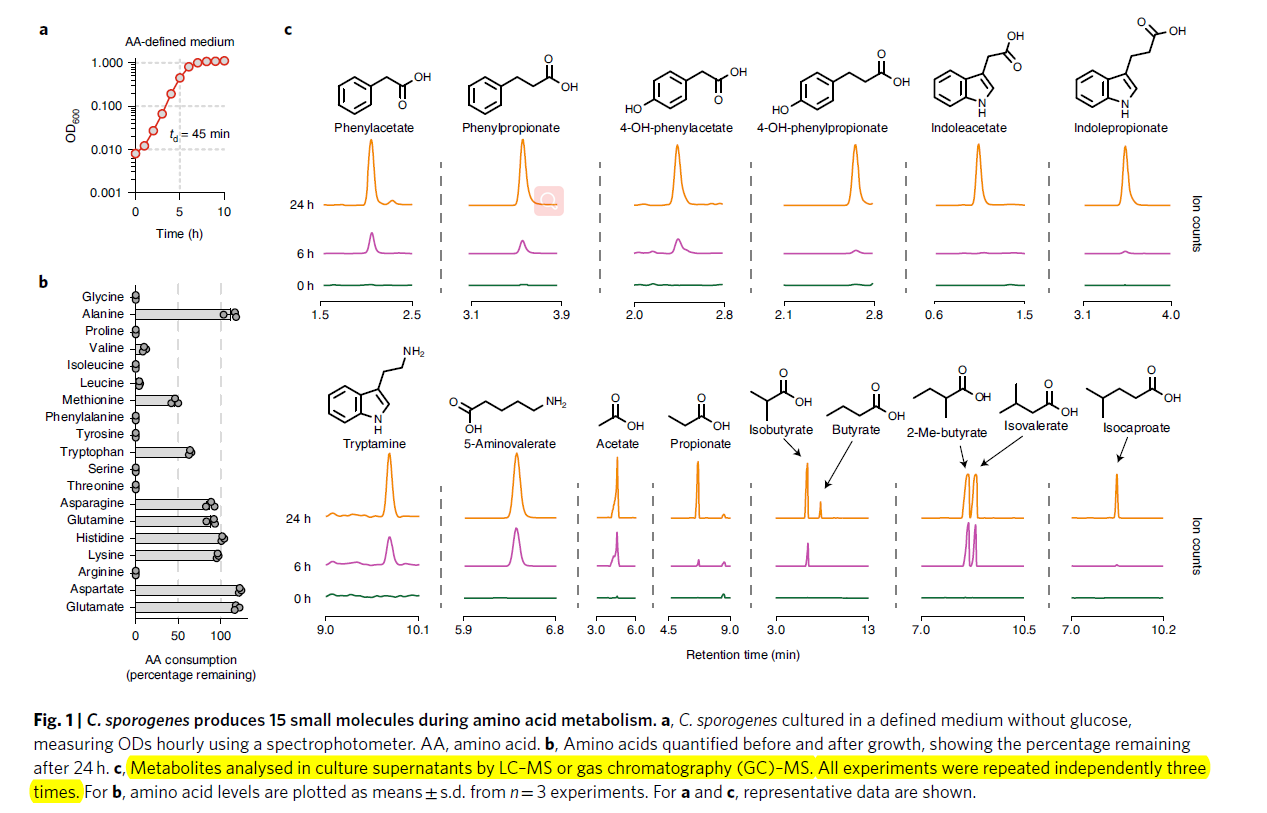 a
AA-defined medium
1.000
0.100
0.010
0.001
OD600
td = 45 min
0 5 10
Time (h)
b
Glycine
Alanine
Proline
Valine
Isoleucine
Leucine
Methionine
Phenylalanine
Tyrosine
Tryptophan
Serine
Threonine
Asparagine
Glutamine
Histidine
Lysine
Arginine
Aspartate
Glutamate
0 50 100
AA consumption
(percentage remaining)
c
OH
O
Phenylacetate
O
OH
Phenylpropionate
HO
OH
O
4-OH-phenylacetate
HO
O
OH
4-OH-phenylpropionate
OH
O
N
H
Indoleacetate
O
OH
N
H
Indolepropionate
24 h
6 h
0 h
Ion counts
1.5 2.5
3.1 3.9
2.0 2.8
2.1 2.8
0.6 1.5
3.1 4.0
NH2
N
H
Tryptamine
O
OH
NH2
5-Aminovalerate
O
OH
Acetate
O
OH
Propionate
O
OH
Isobutyrate
O
OH
Butyrate
O
OH
2-Me-butyrate
O
OH
Isovalerate
O
OH
Isocaproate
24 h
6 h
0 h
Ion counts
9.0 10.1
5.9 6.8
3.0 6.0
4.5 9.0
3.0 13
7.0 10.5
7.0 10.2
Retention time (min)
Fig. 1 | C. sporogenes produces 15 small molecules during amino acid metabolism. a, C. sporogenes cultured in a defined medium without glucose,
measuring ODs hourly using a spectrophotometer. AA, amino acid. b, Amino acids quantified before and after growth, showing the percentage remaining
after 24 h. c, Metabolites analysed in culture supernatants by LC–MS or gas chromatography (GC)–MS. All experiments were repeated independently three
times. For b, amino acid levels are plotted as means ± s.d. from n = 3 experiments. For a and c, representative data are shown.